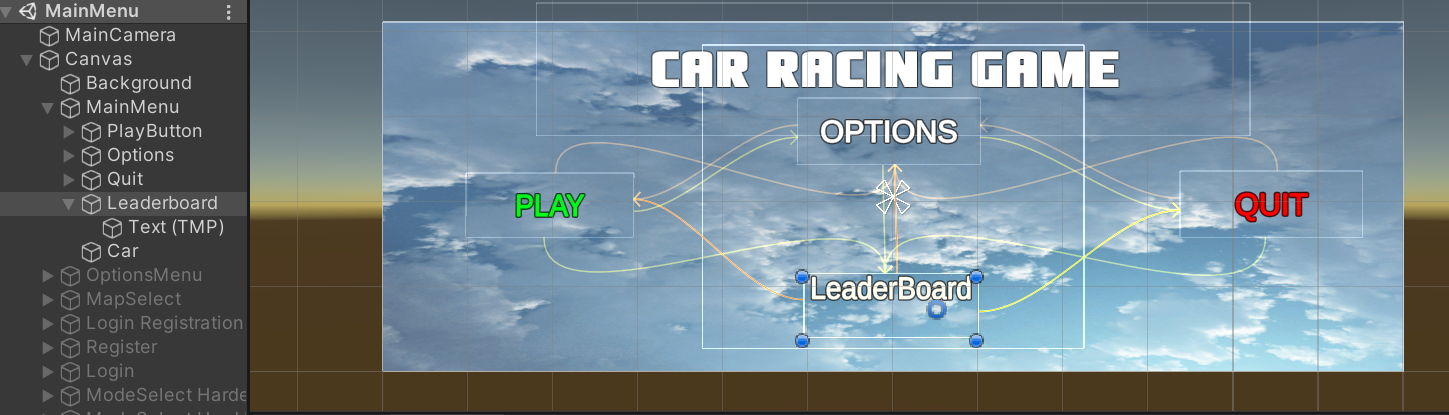 MainMenu
MainCamera
Canvas
Background
MainMenu
PlayButton
Options
Quit
Leaderboard
Text (TMP)
Car
OptionsMenu
MapSelect
Login Registration
Register
Login
ModeSelect Harde
CAR RACING GAME
OPTIONS
PLAY
QUIT
LeaderBoard